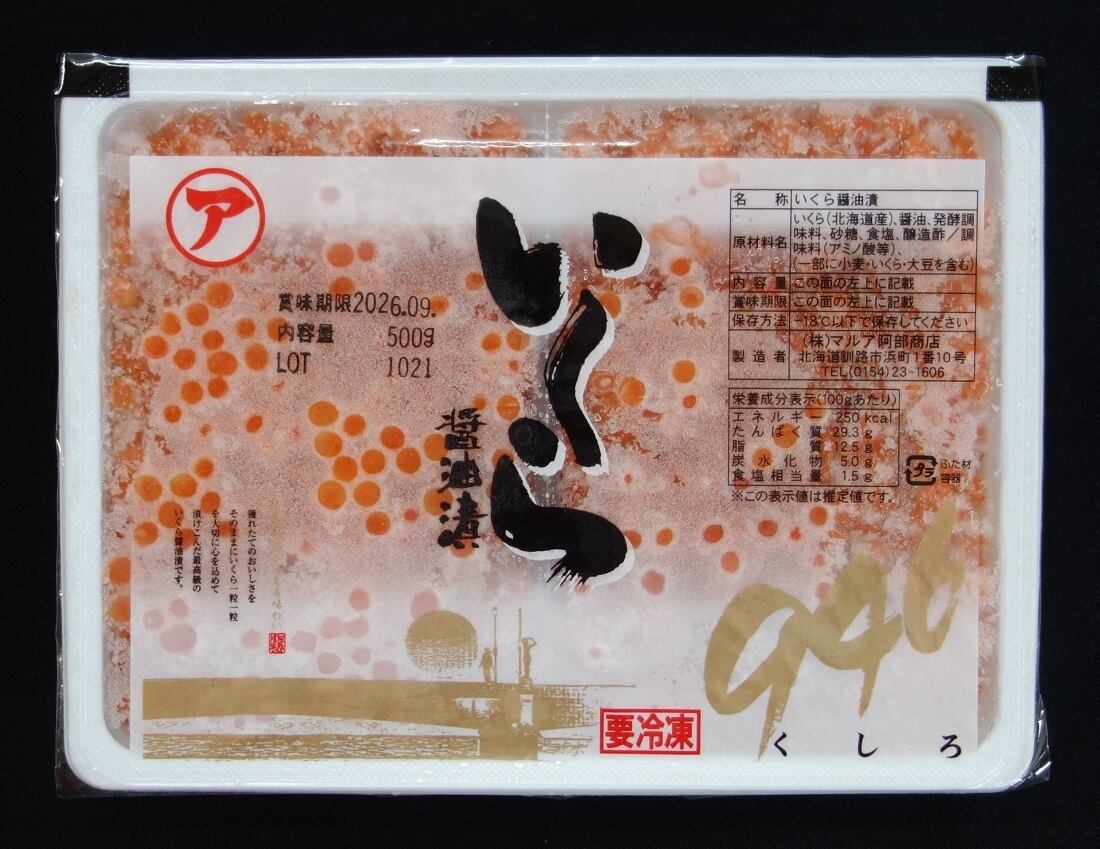 ア
賞味期限2026.09.
内容量 500g
LOT 1021
いくら
醤油漬
名称 いくら醤油漬
原材料名 いくら(北海道産)、醤油、発酵調
味料、砂糖、食塩、醸造酢/調
味料(アミノ酸等)、
(一部に小麦・いくら・大豆を含む)
内容量 この面の左上に記載
賞味期限 この面の左上に記載
保存方法 -18℃以下で保存してください
製造者 (株)マルア阿部商店
北海道釧路市浜町1番10号
TEL(0154)23-1606
栄養成分表示(100gあたり)
エネルギー 250 kcal
たんぱく質 29.3 g
脂質 12.5 g
炭水化物 5.0 g
食塩相当量 1.5 g
※この表示値は推定値です。
プラ
ふた材
容器
獲れたてのおいしさを
そのままにいくら一粒一粒
を大切に心を込めて
漬けこんだ最高級の
いくら醤油漬です。
要冷凍
946
くしろ